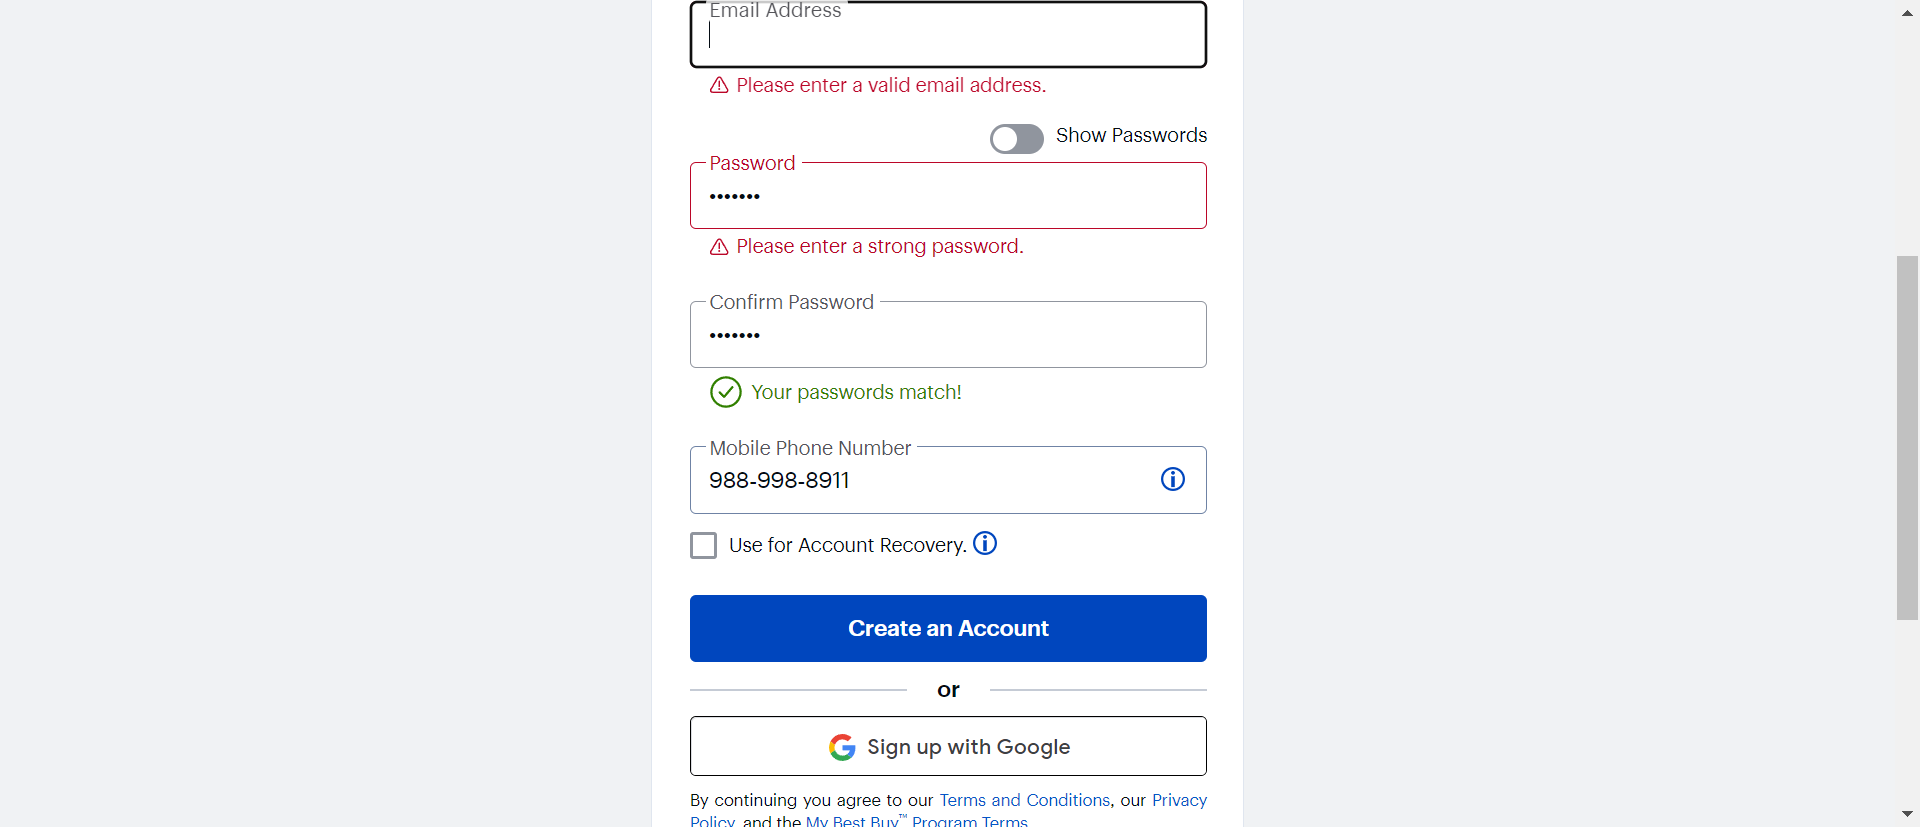 Email Address
Please enter a valid email address.
Show Passwords
Password
•••••••
Please enter a strong password.
Confirm Password
•••••••
Your passwords match!
Mobile Phone Number
988-998-8911
Use for Account Recovery.
Create an Account
or
Sign up with Google
By continuing you agree to our Terms and Conditions, our Privacy
Policy, and the My Best Buy™ Program Terms.